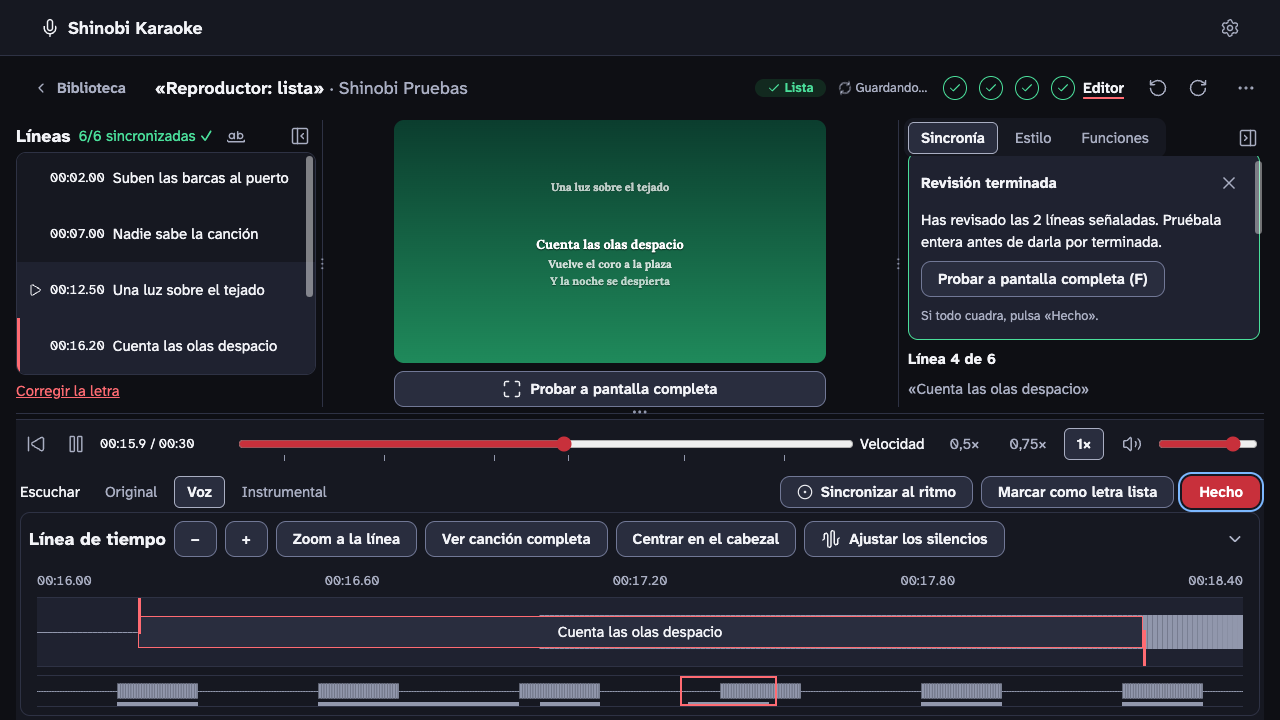 Shinobi Karaoke
Biblioteca
«Reproductor: lista» · Shinobi Pruebas
Lista
Guardando...
Editor
Líneas 6/6 sincronizadas
ab
00:02.00 Suben las barcas al puerto
00:07.00 Nadie sabe la canción
00:12.50 Una luz sobre el tejado
00:16.20 Cuenta las olas despacio
Corregir la letra
Una luz sobre el tejado
Cuenta las olas despacio
Vuelve el coro a la plaza
Y la noche se despierta
Probar a pantalla completa
Sincronía
Estilo
Funciones
Revisión terminada
Has revisado las 2 líneas señaladas. Pruébala
entera antes de darla por terminada.
Probar a pantalla completa (F)
Si todo cuadra, pulsa «Hecho».
Línea 4 de 6
«Cuenta las olas despacio»
00:15.9 / 00:30
Velocidad
0,5×
0,75×
1×
Escuchar
Original
Voz
Instrumental
Sincronizar al ritmo
Marcar como letra lista
Hecho
Línea de tiempo
−
+
Zoom a la línea
Ver canción completa
Centrar en el cabezal
Ajustar los silencios
00:16.00
00:16.60
00:17.20
00:17.80
00:18.40
Cuenta las olas despacio